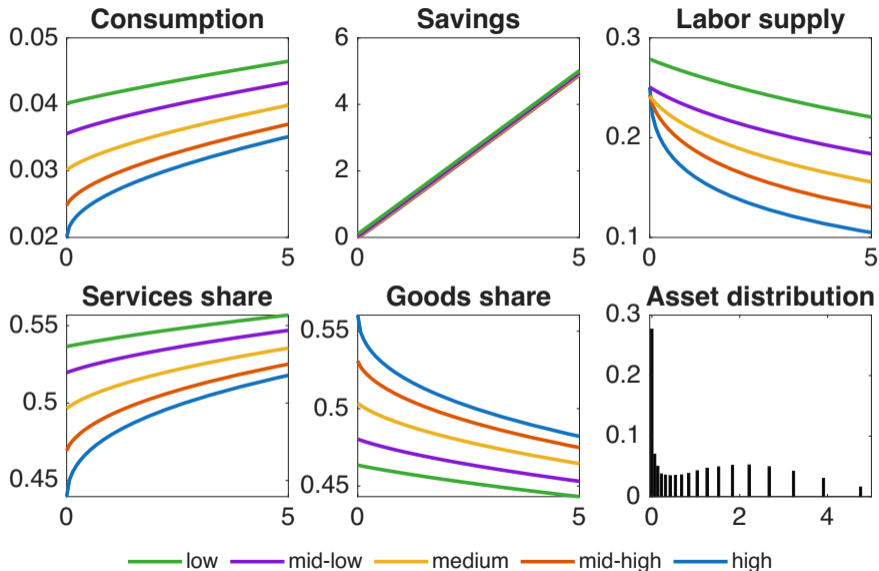 Consumption Savings Labor supply
0.05 6 0.3
0.04 4
0.2
0.03 2
0.02 0 0.1
0 5 0 5 0 5
Services share Goods share Asset distribution
0.55 0.55 0.3
0.2
0.5 0.5
0.1
0.45 0.45
0
0 5 0 5 0 2 4
low mid-low medium mid-high high